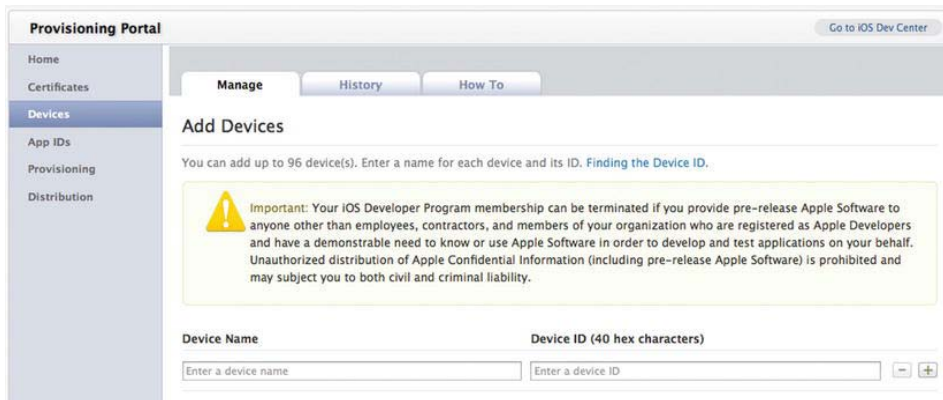 Provisioning Portal
Go to iOS Dev Center
Home
Certificates
Devices
App IDs
Provisioning
Distribution
Manage
History
How To
Add Devices
You can add up to 96 device(s). Enter a name for each device and its ID. Finding the Device ID.
Important: Your iOS Developer Program membership can be terminated if you provide pre-release Apple Software to
anyone other than employees, contractors, and members of your organization who are registered as Apple Developers
and have a demonstrable need to know or use Apple Software in order to develop and test applications on your behalf.
Unauthorized distribution of Apple Confidential Information (including pre-release Apple Software) is prohibited and
may subject you to both civil and criminal liability.
Device Name
Device ID (40 hex characters)
Enter a device name
Enter a device ID